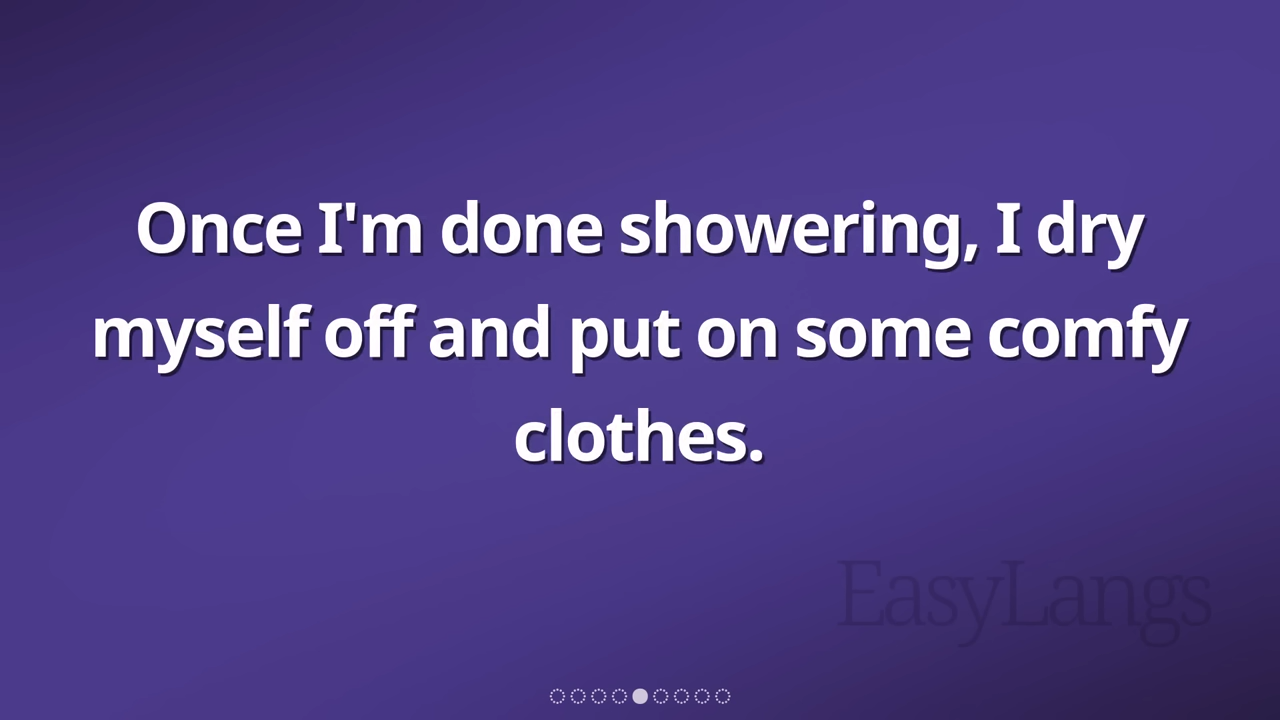 Once I'm done showering, I dry
myself off and put on some comfy
clothes.
EasyLangs